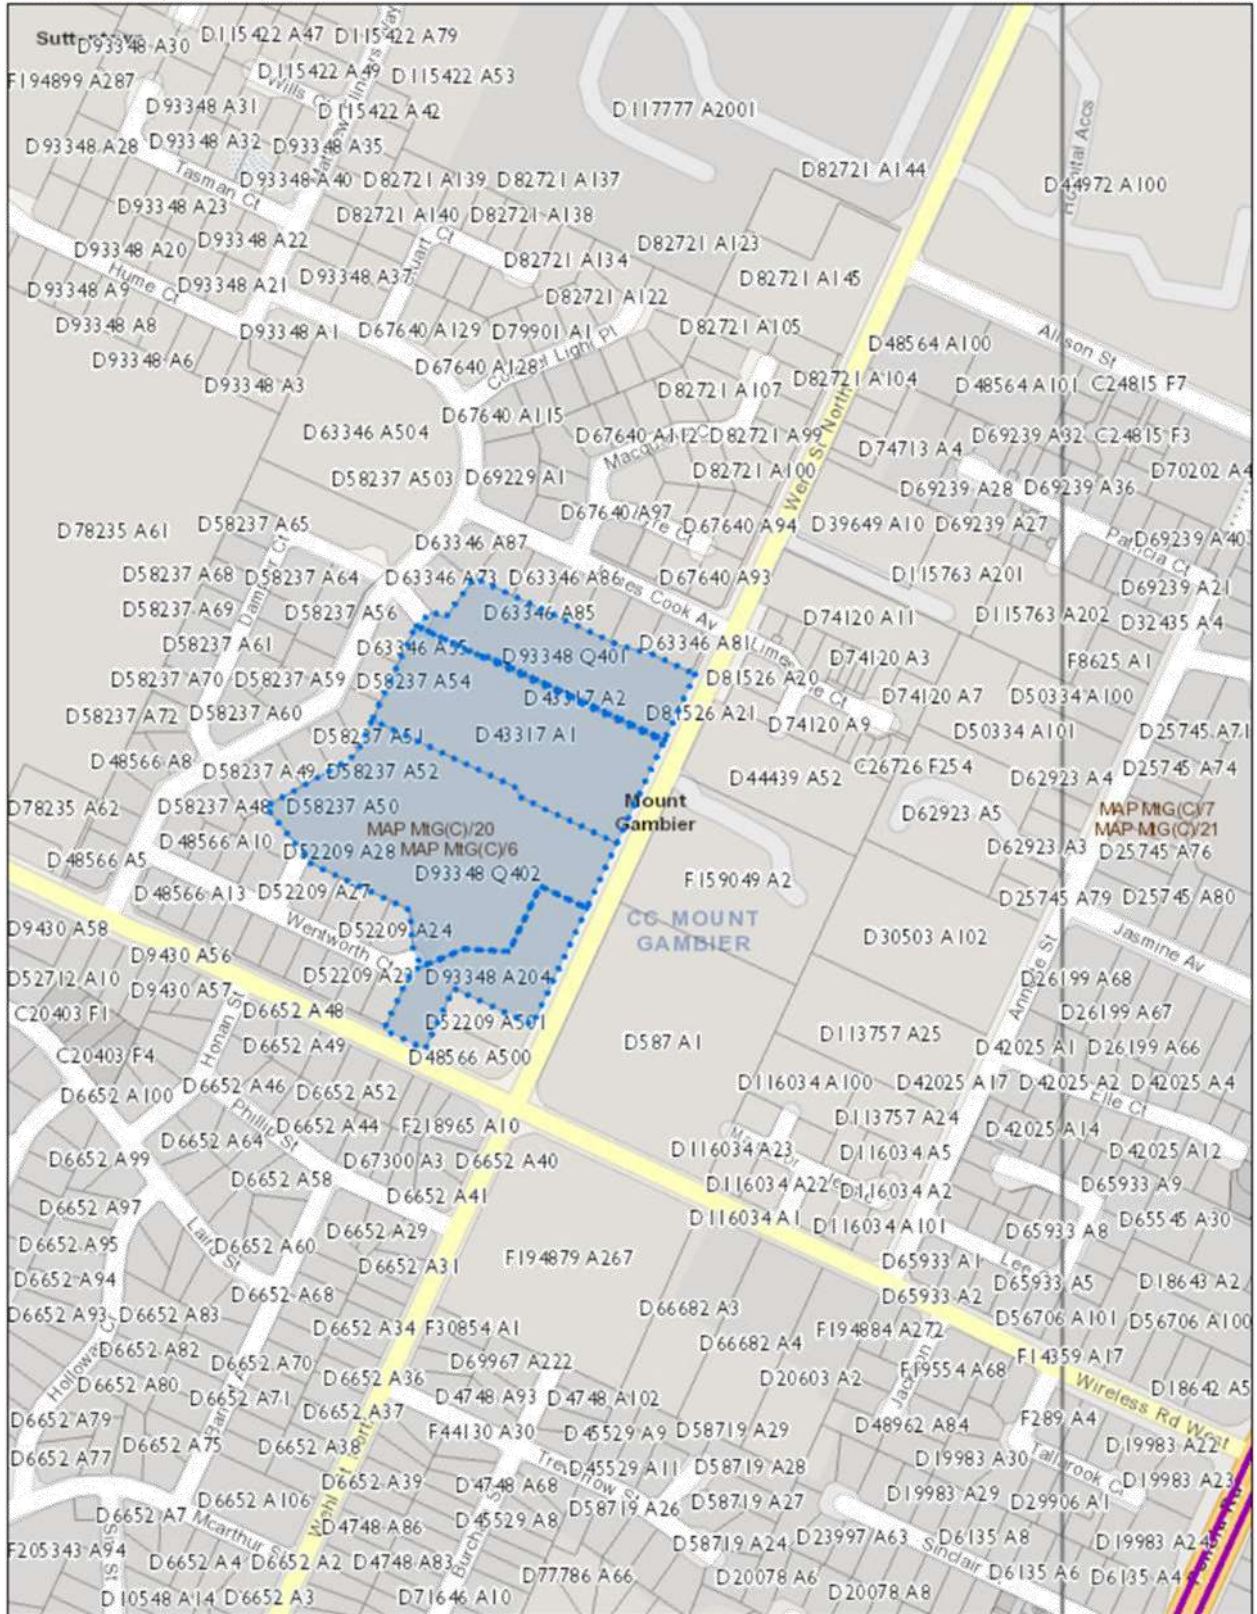 D93348 A30
D115422 A47 D115422 A79
F194899 A287
D115422 A49 D115422 A53
D93348 A31
D115422 A42
D117777 A2001
D93348 A28 D93348 A32 D93348 A35
Tasman Ct
D93348 A40 D82721 A139 D82721 A137
D82721 A144
D44972 A100
Hospital Accs
D93348 A23
D82721 A140 D82721 A138
D93348 A20 D93348 A22
D82721 A123
Hume Ct
D93348 A37
D82721 A134
D82721 A145
D93348 A9 D93348 A21
D82721 A122
D93348 A8 D93348 A1 D67640 A129 D79901 A1
D82721 A105
D48564 A100
Allison St
D93348 A6
D67640 A128
D93348 A3
D82721 A107 D82721 A104
D48564 A101 C24815 F7
D67640 A115
D63346 A504
D67640 A112 D82721 A99
D74713 A4
D69239 A32 C24815 F3
D58237 A503 D69229 A1
D82721 A100
D70202 A4
D69239 A28 D69239 A36
D78235 A61 D58237 A65
D67640 A97 D67640 A94 D39649 A10 D69239 A27
D63346 A87
Patricia Ct
D69239 A40
D58237 A68 D58237 A64 D63346 A73 D63346 A86 D67640 A93
D115763 A201
D69239 A21
D58237 A69 D58237 A56
D63346 A85
Cook Av
D74120 A11
D115763 A202 D32435 A4
D58237 A61
D63346 A55
D93348 Q401
D63346 A81
D74120 A3
F8625 A1
D58237 A70 D58237 A59 D58237 A54
D43317 A2
D81526 A20
D74120 A7 D50334 A100
D58237 A72 D58237 A60
D81526 A21
D74120 A9
D58237 A51
D43317 A1
D50334 A101
D25745 A71
D48566 A8
D58237 A49 D58237 A52
D44439 A52
C26726 F254
D62923 A4
D25745 A74
D78235 A62 D58237 A48 D58237 A50
Mount
Gambier
D62923 A5
MAP MtG(C)/7
MAP MtG(C)/21
MAP MtG(C)/20
MAP MtG(C)/6
D48566 A10
D48566 A5
D52209 A28
D62923 A3
D25745 A76
D93348 Q402
F159049 A2
D48566 A13 D52209 A27
D25745 A79 D25745 A80
D9430 A58
Wentworth Ct
D52209 A24
CC MOUNT
GAMBIER
D30503 A102
Jasmine Av
D9430 A56
D52712 A10
D52209 A23
D93348 A204
D26199 A68
D9430 A57
C20403 F1
Honan St
D6652 A48
D52209 A501
D587 A1
D113757 A25
D26199 A67
C20403 F4
D6652 A49
D48566 A500
D42025 A1 D26199 A66
D6652 A100 D6652 A46 D6652 A52
D116034 A100
D42025 A17 D42025 A2 D42025 A4
Phillip St
Elle Ct
D6652 A64 D6652 A44 F218965 A10
D113757 A24
D42025 A14
D6652 A99
D67300 A3 D6652 A40
D116034 A23
D116034 A5
D42025 A12
D6652 A58
D6652 A41
D116034 A22 D116034 A2
D65933 A9
D6652 A97
D116034 A1 D116034 A101
D65933 A8
D65545 A30
D6652 A95
D6652 A60
D6652 A29
D6652 A31
F194879 A267
D65933 A1
D6652 A94
Laird St
D65933 A5
D18643 A2
D6652 A68
D66682 A3
D65933 A2
D6652 A93 D6652 A83
D6652 A34 F30854 A1
D66682 A4
F194884 A272
D56706 A101 D56706 A100
D6652 A82
D6652 A70
D69967 A222
F14359 A17
D6652 A80
D6652 A71
D6652 A36
D4748 A93 D4748 A102
D20603 A2
F19554 A68
Wireless Rd West
D18642 A5
D6652 A79
D6652 A37
F44130 A30 D45529 A9 D58719 A29
D48962 A84
F289 A4
D6652 A77
D6652 A75
D6652 A38
D19983 A22
D45529 A11 D58719 A28
D19983 A30
Tallbrook Ct
D6652 A106
D6652 A39
D4748 A68
D58719 A26 D58719 A27
D19983 A29 D29906 A1
D19983 A23
D6652 A7
Mcarthur St
D4748 A86
D45529 A8
D58719 A24 D23997 A63 D6135 A8
D19983 A24
F205343 A94
D6652 A4 D6652 A2 D4748 A83
D77786 A66
D20078 A6
Sinclair
D6135 A6 D6135 A4
D10548 A14 D6652 A3
D71646 A10
D20078 A8